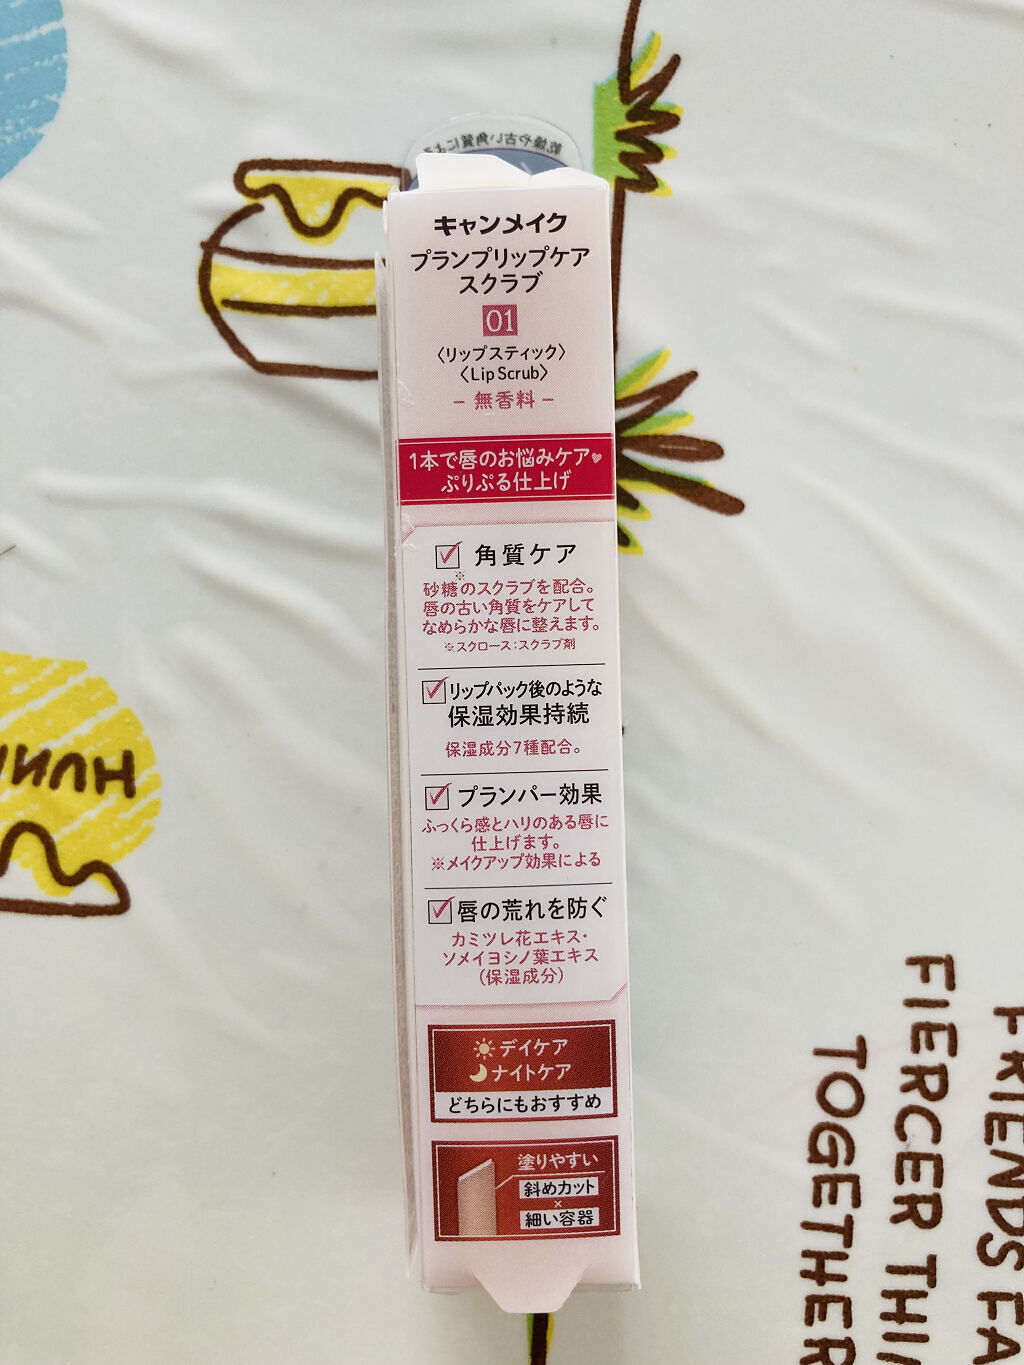 乾燥や古い角質によ
キャンメイク
プランプリップケア
スクラブ
01
〈リップスティック〉
〈Lip Scrub〉
− 無香料 −
1本で唇のお悩みケア♥
ぷりぷる仕上げ
角質ケア
砂糖※のスクラブを配合。
唇の古い角質をケアして
なめらかな唇に整えます。
※スクロース:スクラブ剤
リップパック後のような
保湿効果持続
保湿成分7種配合。
プランパー効果
ふっくら感とハリのある唇に
仕上げます。
※メイクアップ効果による
唇の荒れを防ぐ
カミツレ花エキス・
ソメイヨシノ葉エキス
(保湿成分)
デイケア
ナイトケア
どちらにもおすすめ
塗りやすい
斜めカット
×
細い容器
FRIENDS FA
FIERCER THI
TOGETHER